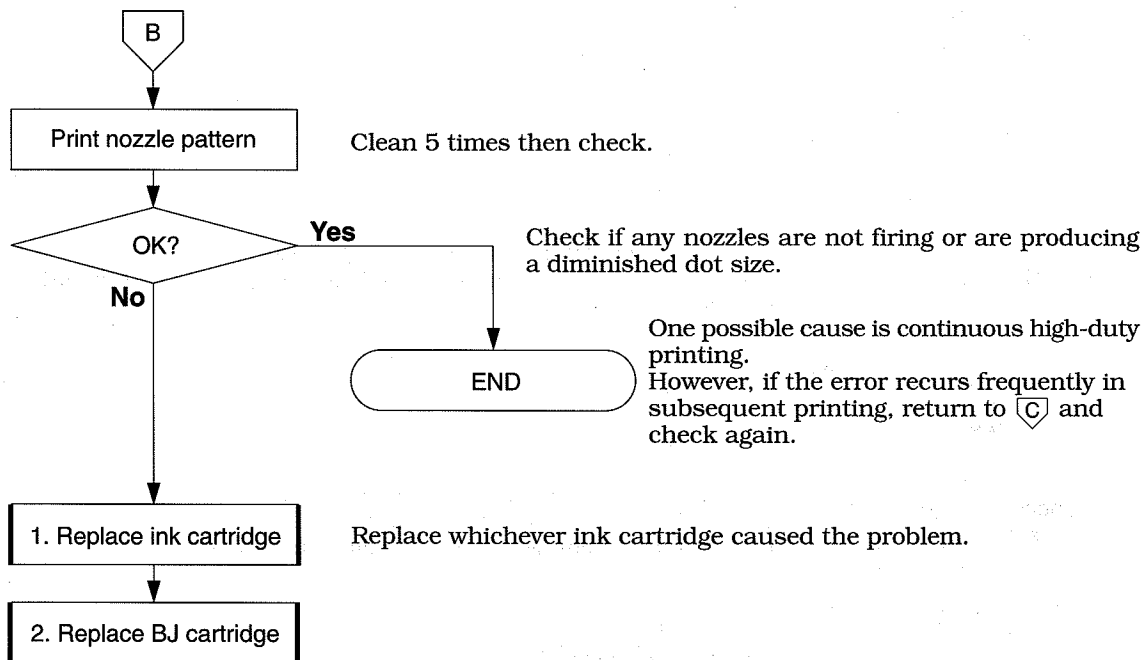 B
Print nozzle pattern
Clean 5 times then check.
OK?
Yes
Check if any nozzles are not firing or are producing
a diminished dot size.
No
One possible cause is continuous high-duty
printing.
However, if the error recurs frequently in
subsequent printing, return to C and
check again.
END
1. Replace ink cartridge
Replace whichever ink cartridge caused the problem.
2. Replace BJ cartridge